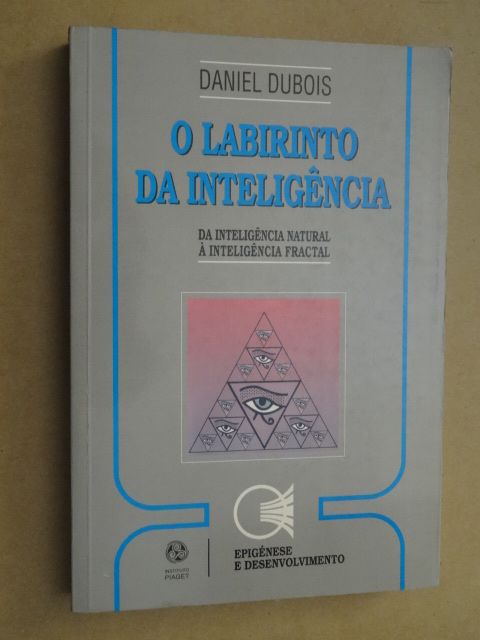 DANIEL DUBOIS
O LABIRINTO
DA INTELIGÊNCIA
DA INTELIGÊNCIA NATURAL
À INTELIGÊNCIA FRACTAL
INSTITUTO
PIAGET
EPIGÉNESE
E DESENVOLVIMENTO